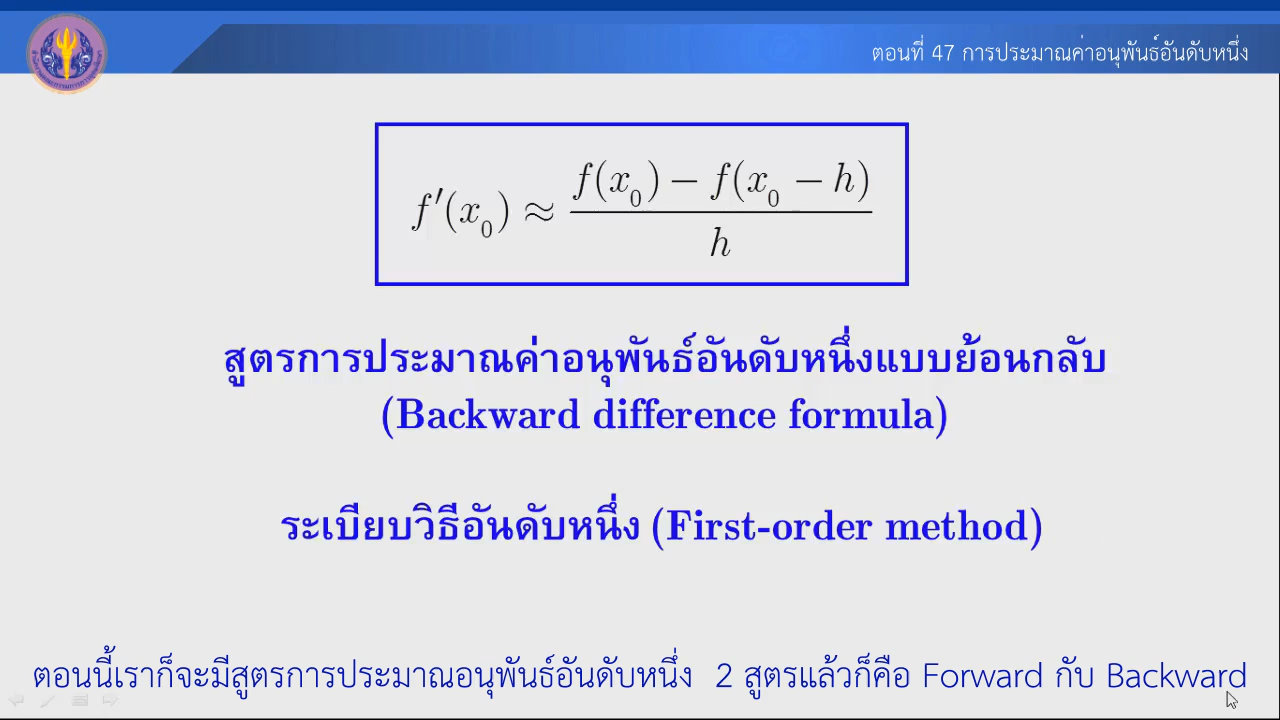 ตอนที่ 47 การประมาณค่าอนุพันธ์อันดับหนึ่ง
f′(x₀) ≈ (f(x₀) − f(x₀ − h)) / h
สูตรการประมาณค่าอนุพันธ์อันดับหนึ่งแบบย้อนกลับ
(Backward difference formula)
ระเบียบวิธีอันดับหนึ่ง (First-order method)
ตอนนี้เราก็จะมีสูตรการประมาณอนุพันธ์อันดับหนึ่ง 2 สูตรแล้วก็คือ Forward กับ Backward